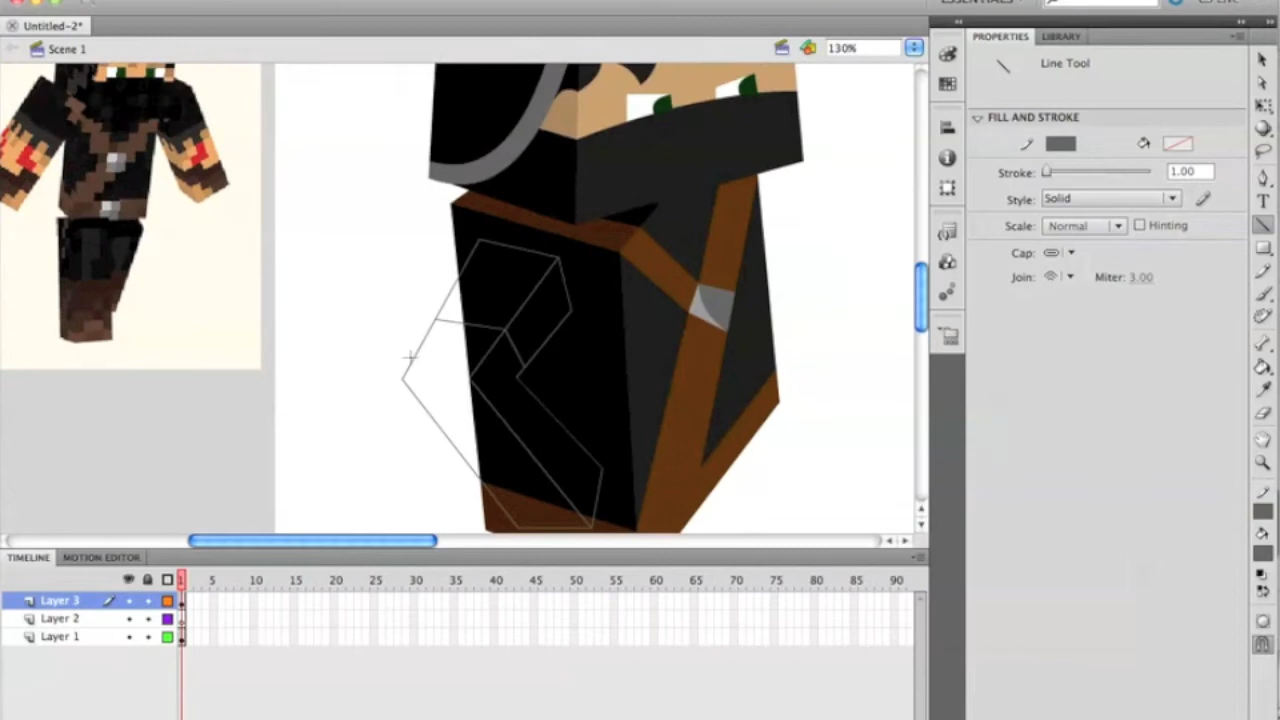 ESSENTIALS
Untitled-2*
Scene 1
130%
PROPERTIES
LIBRARY
Line Tool
FILL AND STROKE
Stroke:
1.00
Style:
Solid
Scale:
Normal
Hinting
Cap:
Join:
Miter: 3.00
TIMELINE
MOTION EDITOR
1 5 10 15 20 25 30 35 40 45 50 55 60 65 70 75 80 85 90
Layer 3
Layer 2
Layer 1